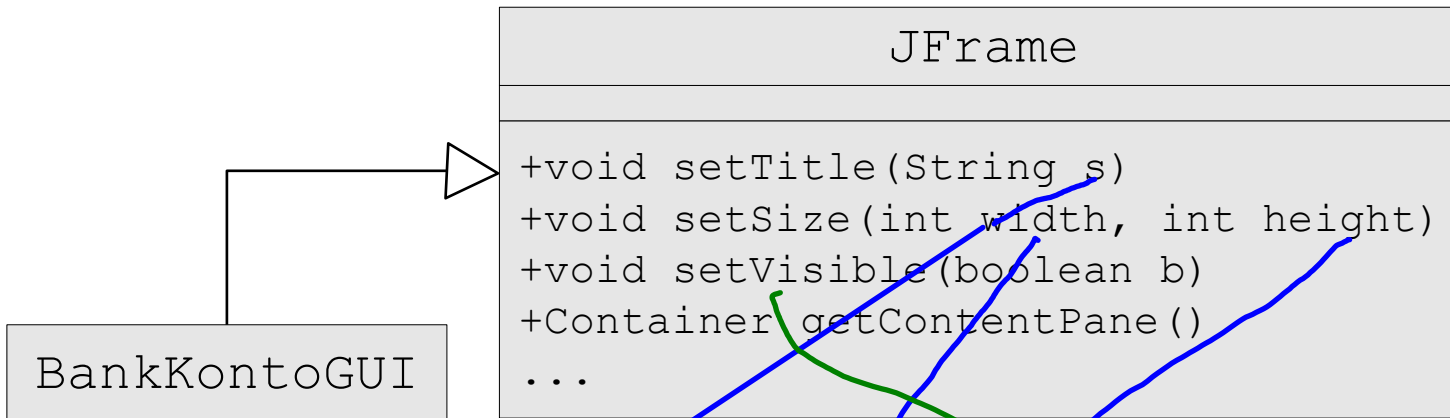 JFrame
+void setTitle(String s)
+void setSize(int width, int height)
+void setVisible(boolean b)
+Container getContentPane()
...
BankKontoGUI